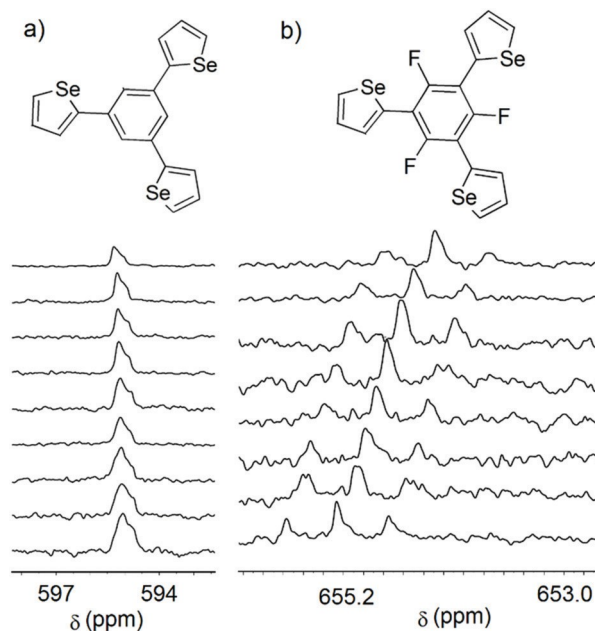 a)
b)
Se
Se
Se
F
Se
Se
F
F
Se
597 594
655.2 653.0
δ (ppm)
δ (ppm)